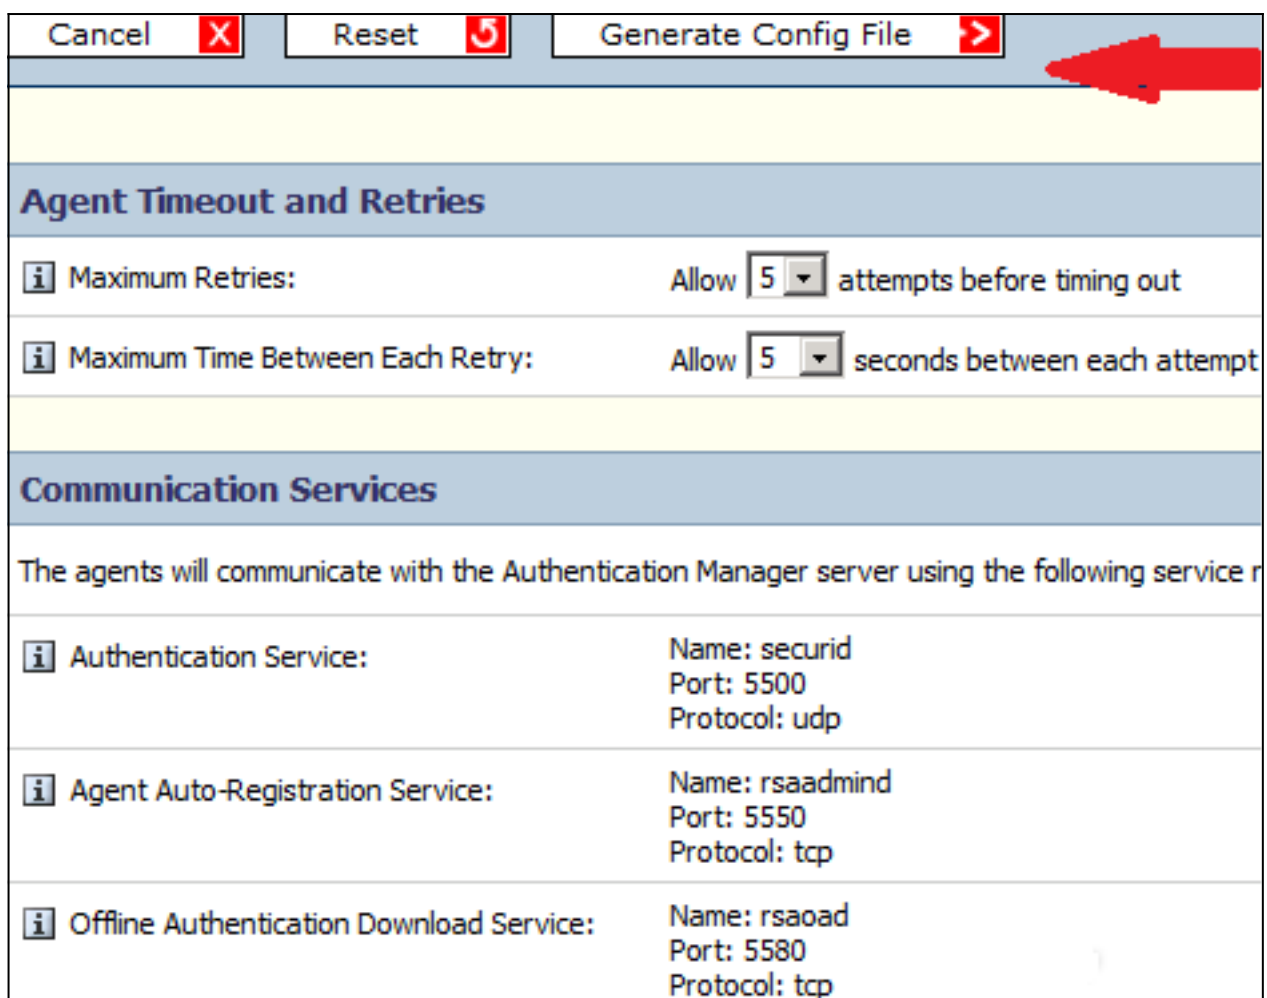 Cancel X Reset Generate Config File
Agent Timeout and Retries
i Maximum Retries: Allow 5 attempts before timing out
i Maximum Time Between Each Retry: Allow 5 seconds between each attempt
Communication Services
The agents will communicate with the Authentication Manager server using the following service
i Authentication Service: Name: securid
Port: 5500
Protocol: udp
i Agent Auto-Registration Service: Name: rsaadmind
Port: 5550
Protocol: tcp
i Offline Authentication Download Service: Name: rsaoad
Port: 5580
Protocol: tcp